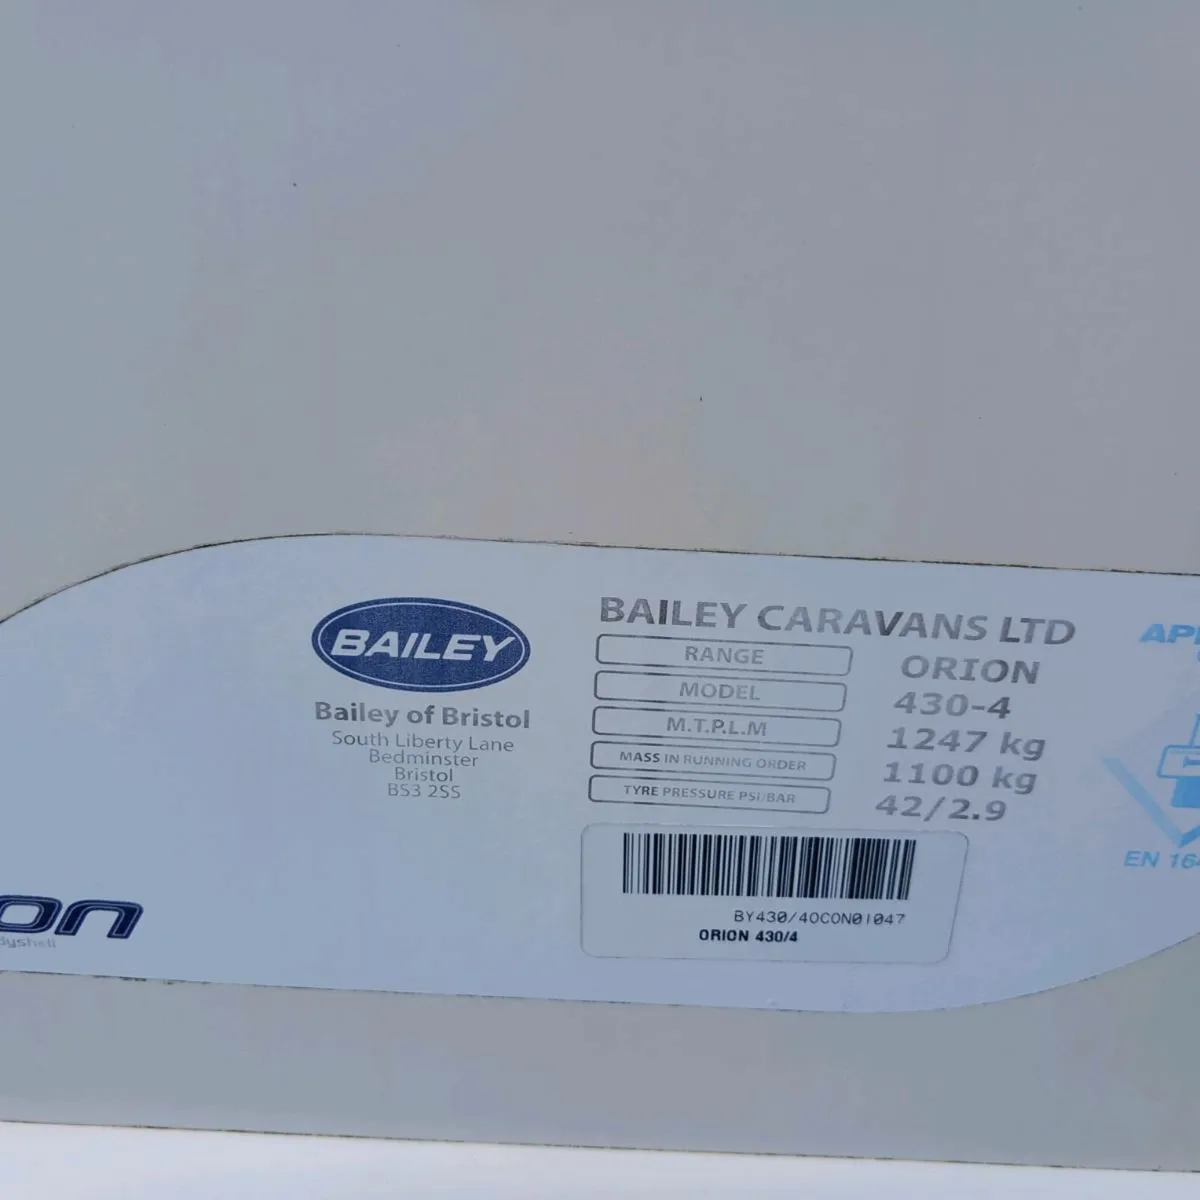 BAILEY
Bailey of Bristol
South Liberty Lane
Bedminster
Bristol
BS3 2SS
BAILEY CARAVANS LTD
RANGE ORION
MODEL 430-4
M.T.P.L.M 1247 kg
MASS IN RUNNING ORDER 1100 kg
TYRE PRESSURE PSI/BAR 42/2.9
BY430/4OCON01047
ORION 430/4